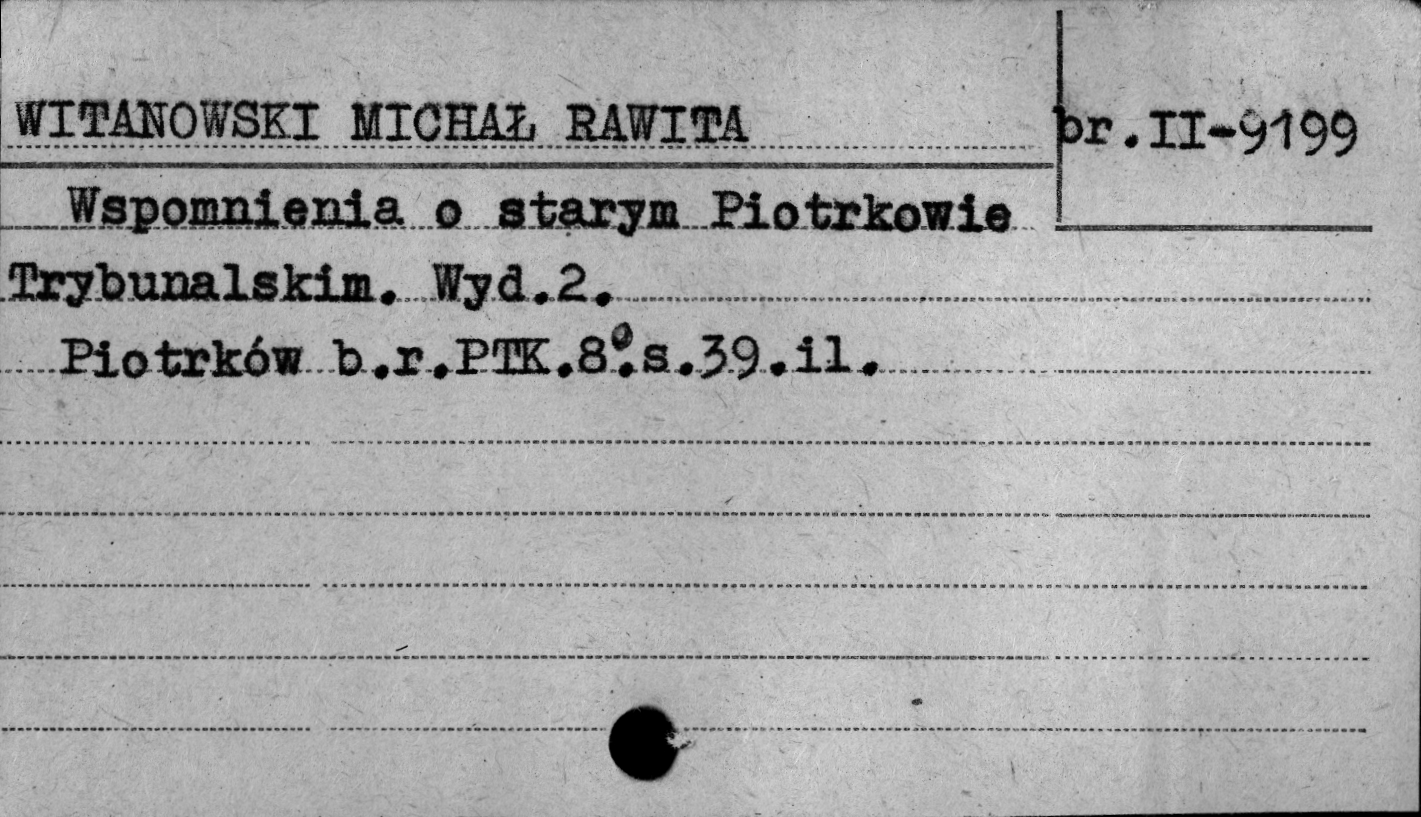 WITANOWSKI MICHAŁ RAWITA
br.II-9199
Wspomnienia o starym Piotrkowie
Trybunalskim. Wyd.2.
Piotrków b.r.PTK.8°.s.39.il.